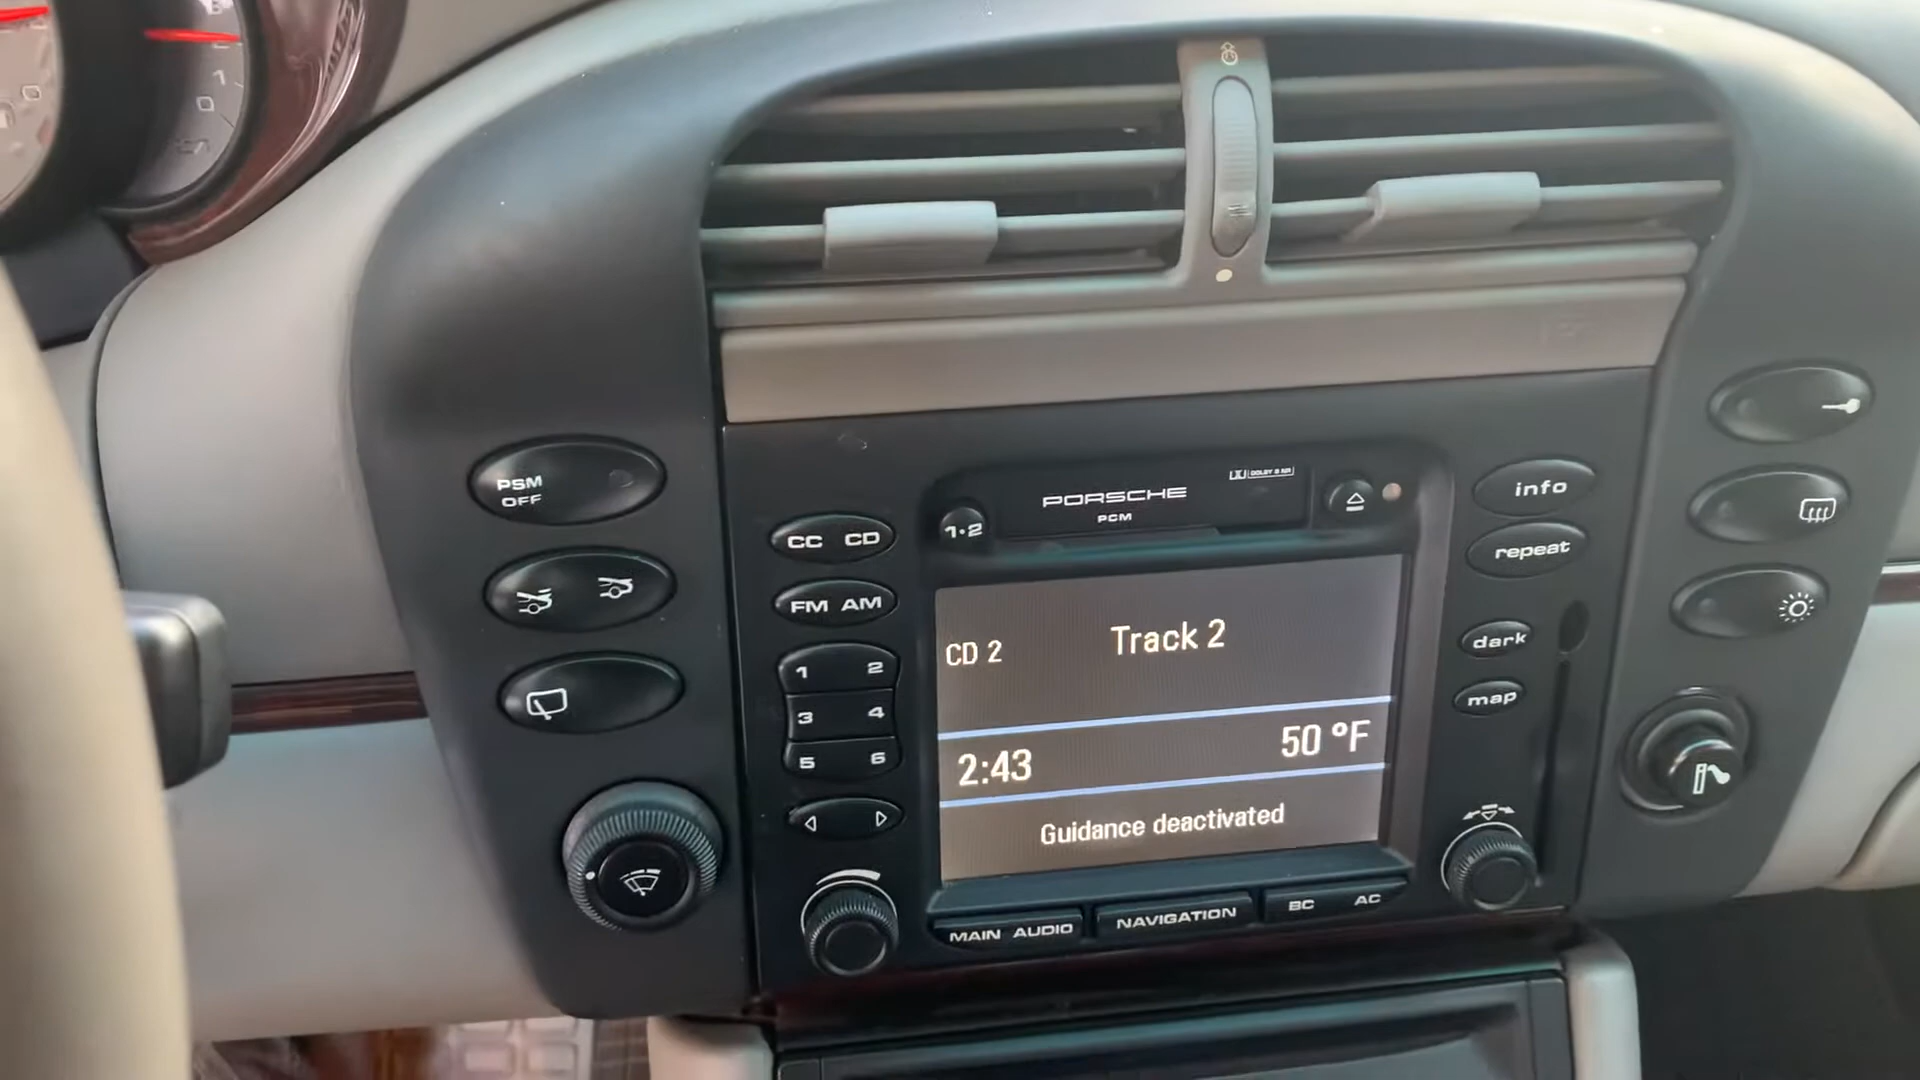 PSM
OFF
PORSCHE
PCM
DOLBY B NR
1·2
CC CD
FM AM
1 2
3 4
5 6
info
repeat
dark
map
CD 2
Track 2
2:43
50 °F
Guidance deactivated
MAIN AUDIO
NAVIGATION
BC AC